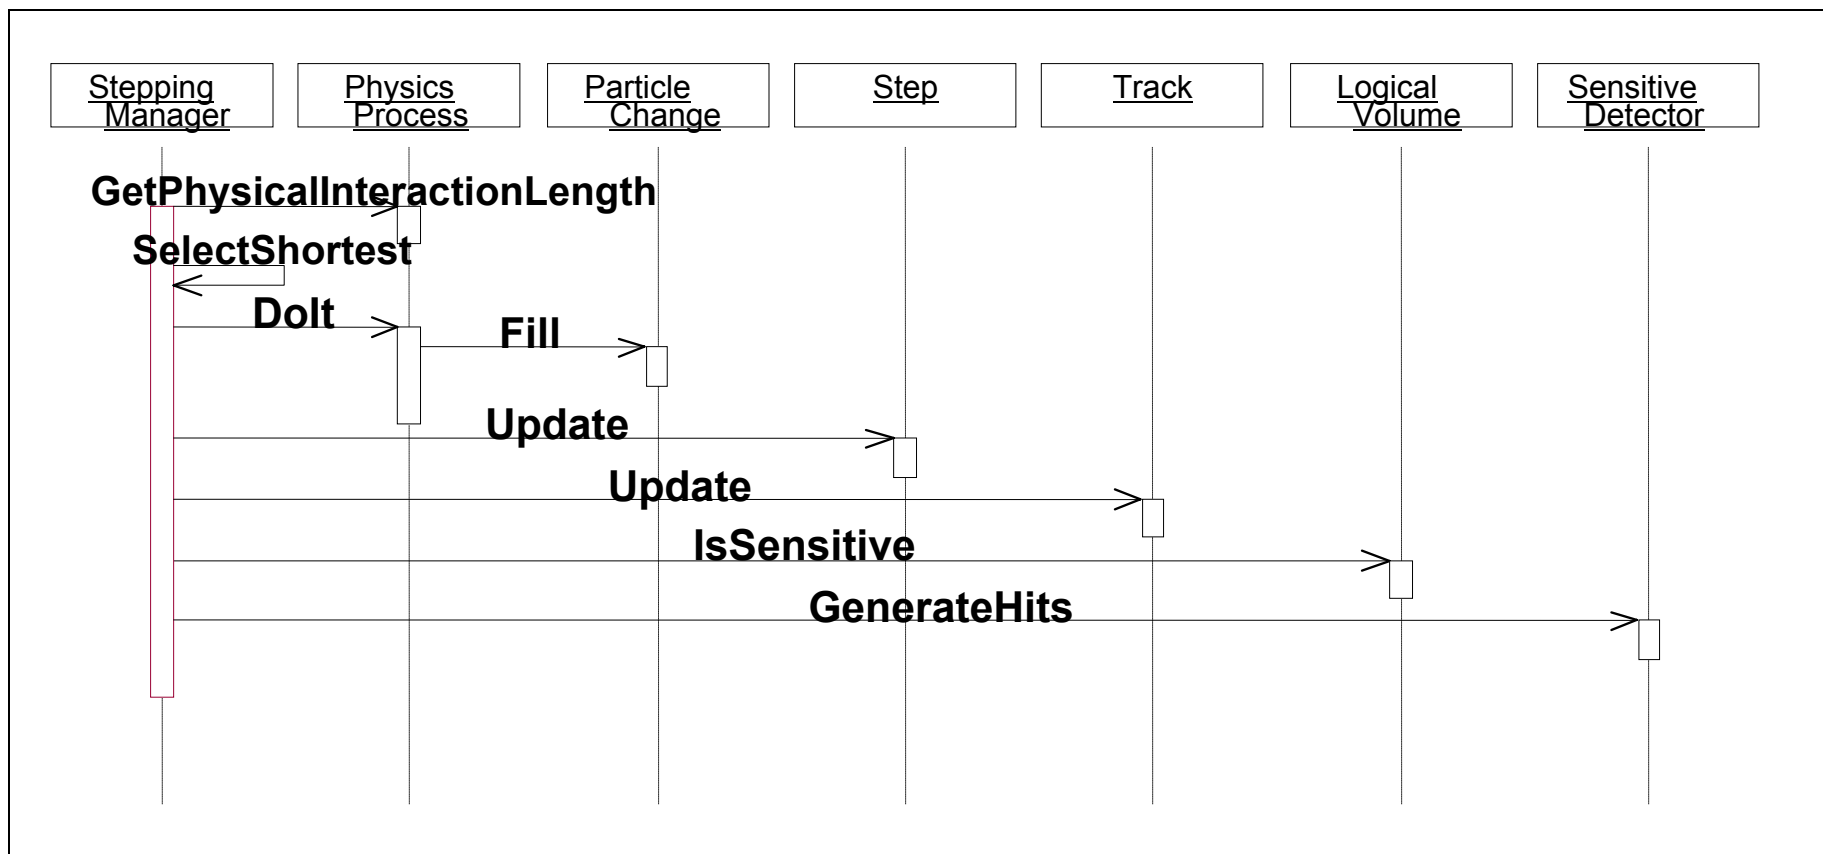 Stepping
Manager
Physics
Process
Particle
Change
Step
Track
Logical
Volume
Sensitive
Detector
GetPhysicalInteractionLength
SelectShortest
DoIt
Fill
Update
Update
IsSensitive
GenerateHits